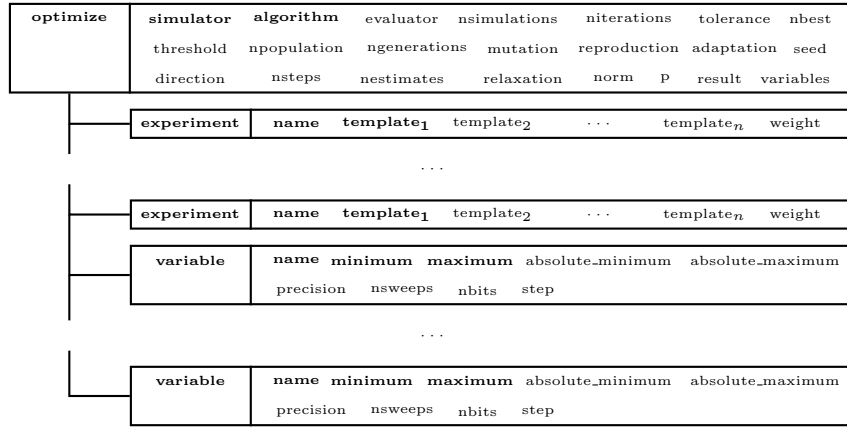 optimize simulator algorithm evaluator nsimulations niterations tolerance nbest
threshold npopulation ngenerations mutation reproduction adaptation seed
direction nsteps nestimates relaxation norm p result variables
experiment name template₁ template₂ ··· templateₙ weight
...
experiment name template₁ template₂ ··· templateₙ weight
variable name minimum maximum absolute_minimum absolute_maximum
precision nsweeps nbits step
...
variable name minimum maximum absolute_minimum absolute_maximum
precision nsweeps nbits step